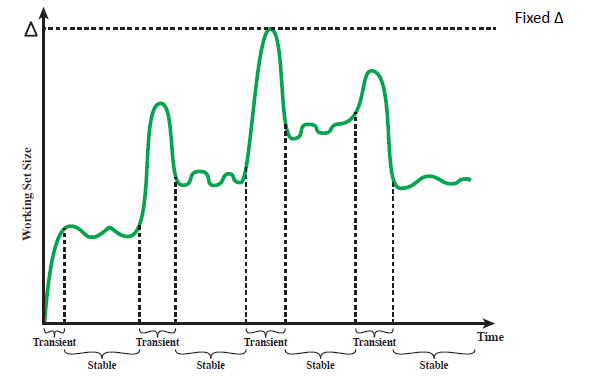 Fixed Δ
Δ
Working Set Size
Time
Transient
Transient
Transient
Transient
Stable
Stable
Stable
Stable